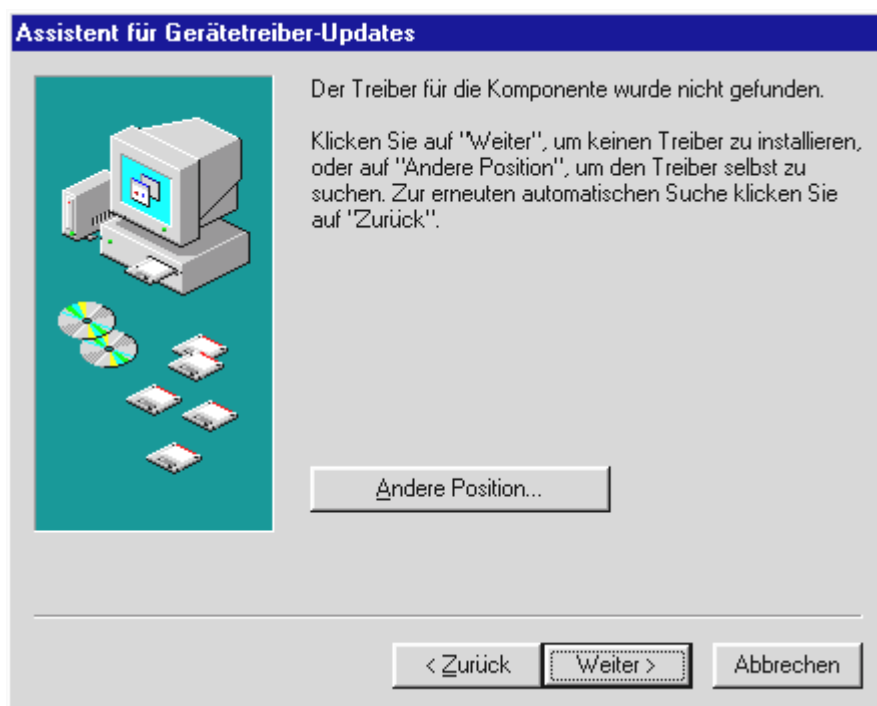 Assistent für Gerätetreiber-Updates
Der Treiber für die Komponente wurde nicht gefunden.
Klicken Sie auf "Weiter", um keinen Treiber zu installieren,
oder auf "Andere Position", um den Treiber selbst zu
suchen. Zur erneuten automatischen Suche klicken Sie
auf "Zurück".
Andere Position...
< Zurück Weiter > Abbrechen